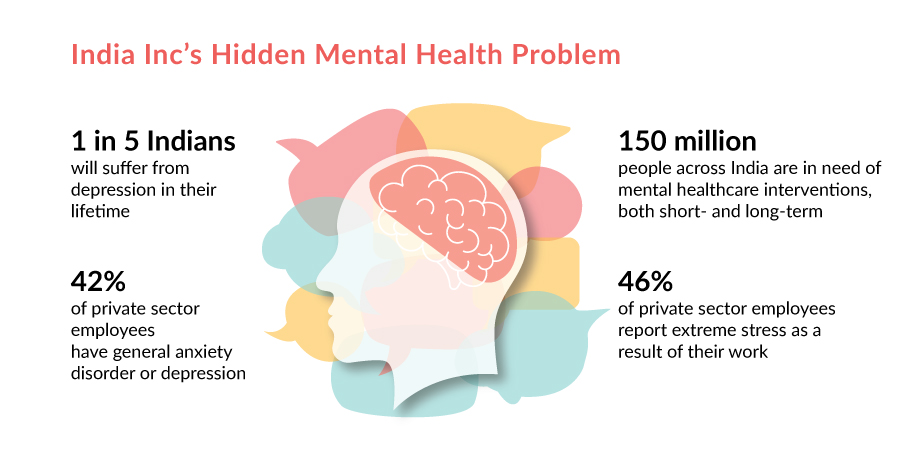 India Inc’s Hidden Mental Health Problem
1 in 5 Indians
will suffer from
depression in their
lifetime
42%
of private sector
employees
have general anxiety
disorder or depression
150 million
people across India are in need of
mental healthcare interventions,
both short- and long-term
46%
of private sector employees
report extreme stress as a
result of their work